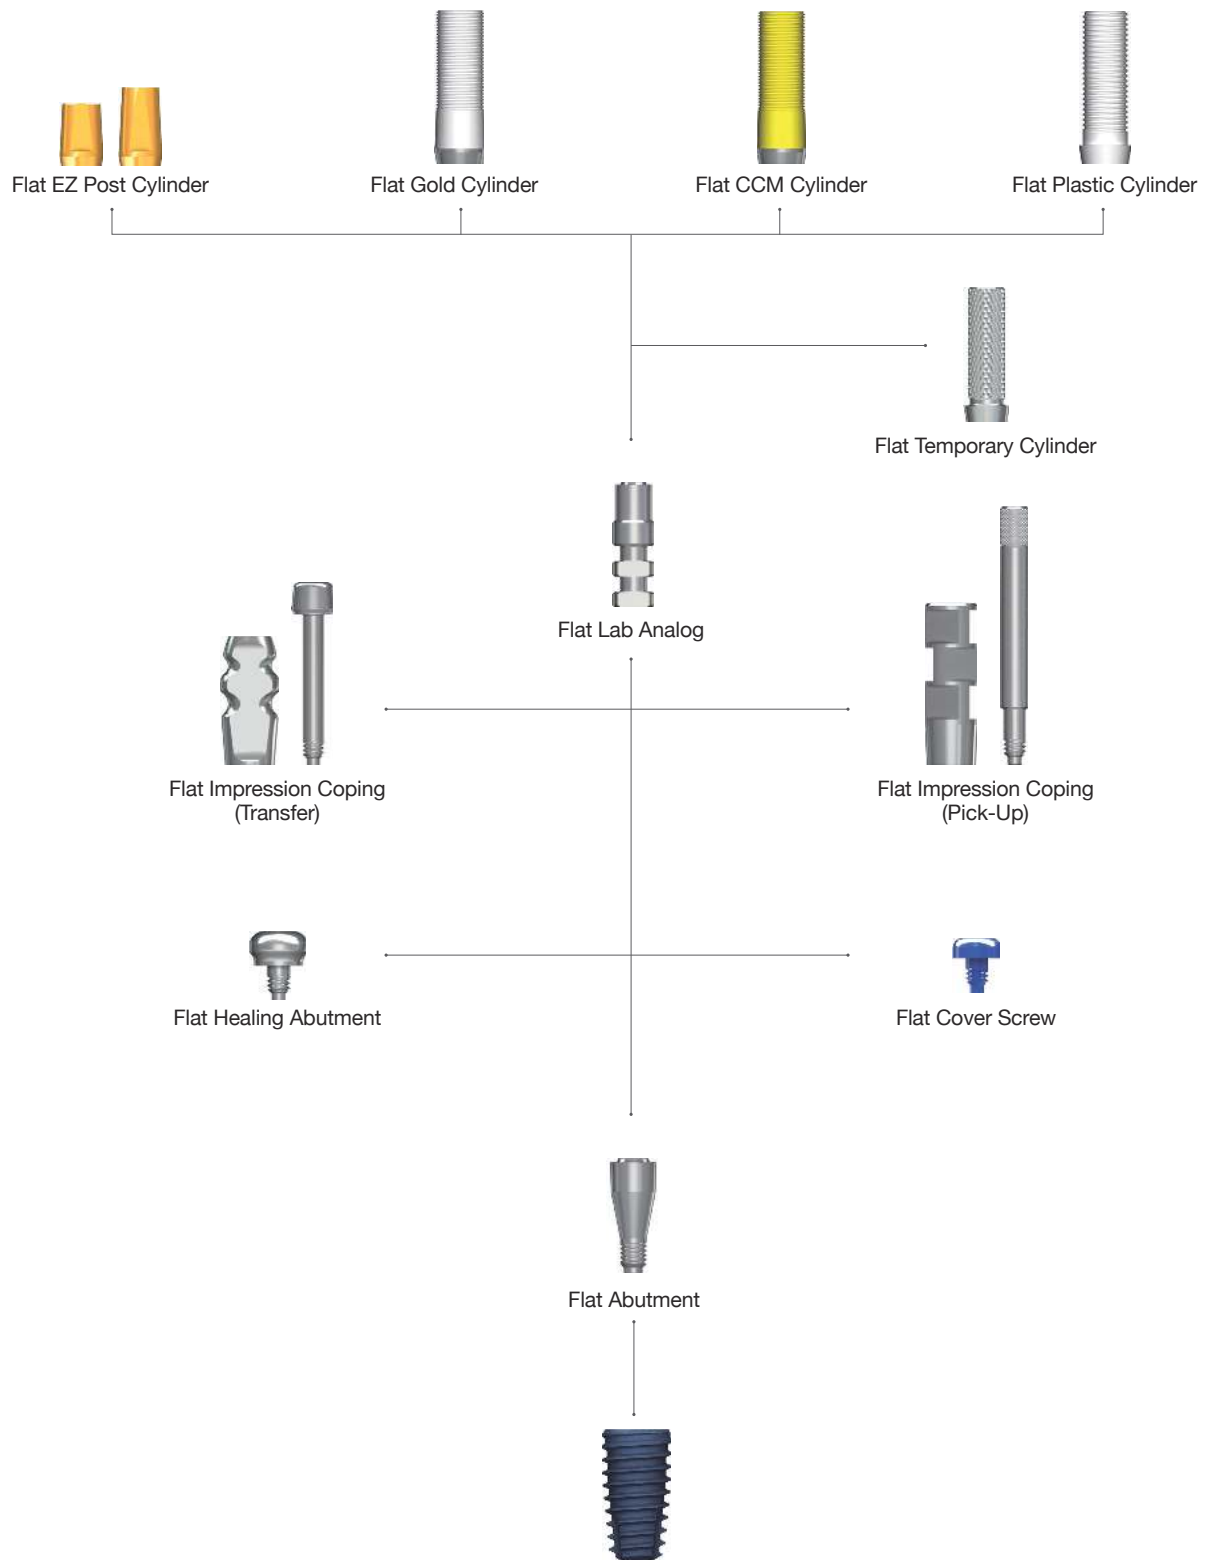 Flat EZ Post Cylinder
Flat Gold Cylinder
Flat CCM Cylinder
Flat Plastic Cylinder
Flat Temporary Cylinder
Flat Lab Analog
Flat Impression Coping
(Transfer)
Flat Impression Coping
(Pick-Up)
Flat Healing Abutment
Flat Cover Screw
Flat Abutment